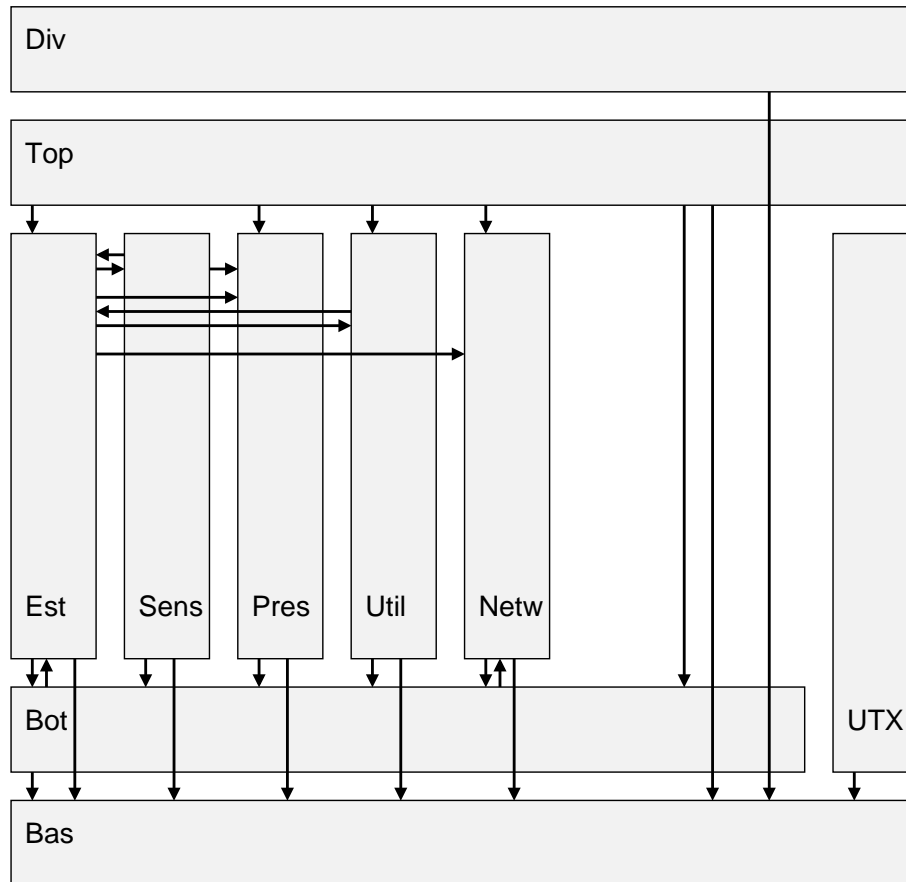 Div
Top
Est
Sens
Pres
Util
Netw
Bot
UTX
Bas